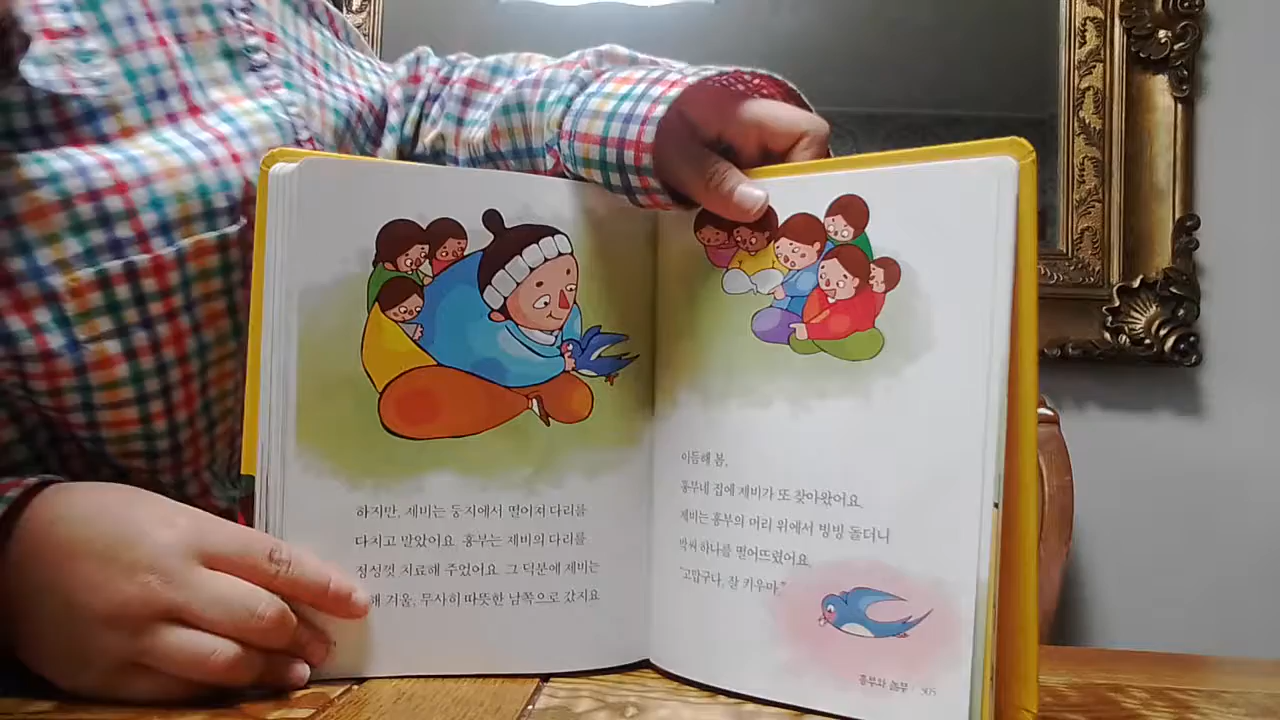 하지만, 제비는 둥지에서 떨어져 다리를
다치고 말았어요. 흥부는 제비의 다리를
정성껏 치료해 주었어요. 그 덕분에 제비는
해 겨울, 무사히 따뜻한 남쪽으로 갔지요.
이듬해 봄,
흥부네 집에 제비가 또 찾아왔어요.
제비는 흥부의 머리 위에서 빙빙 돌더니
박씨 하나를 떨어뜨렸어요.
"고맙구나, 잘 키우마."
흥부와 놀부 / 305